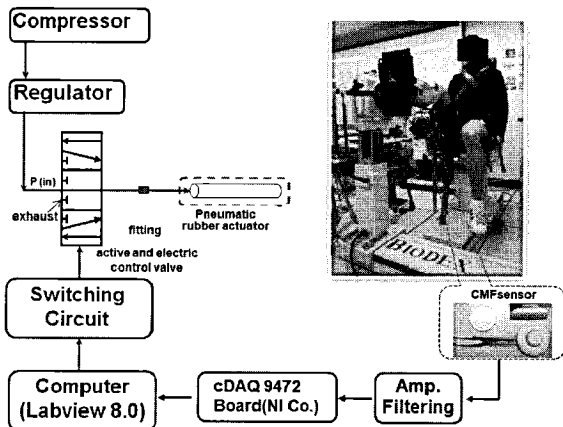 Compressor
Regulator
P (in)
exhaust
fitting
Pneumatic
rubber actuator
active and electric
control valve
BIODE
CMFsensor
Switching
Circuit
Computer
(Labview 8.0)
cDAQ 9472
Board(NI Co.)
Amp.
Filtering